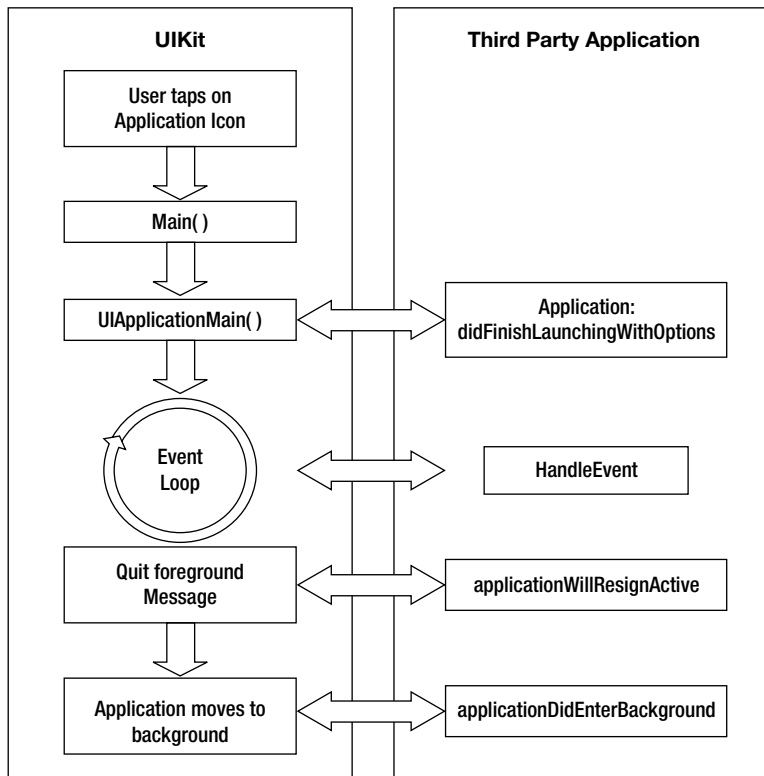 UIKit
User taps on
Application Icon
Main( )
UIApplicationMain( )
Event
Loop
Quit foreground
Message
Application moves to
background
Third Party Application
Application:
didFinishLaunchingWithOptions
HandleEvent
applicationWillResignActive
applicationDidEnterBackground